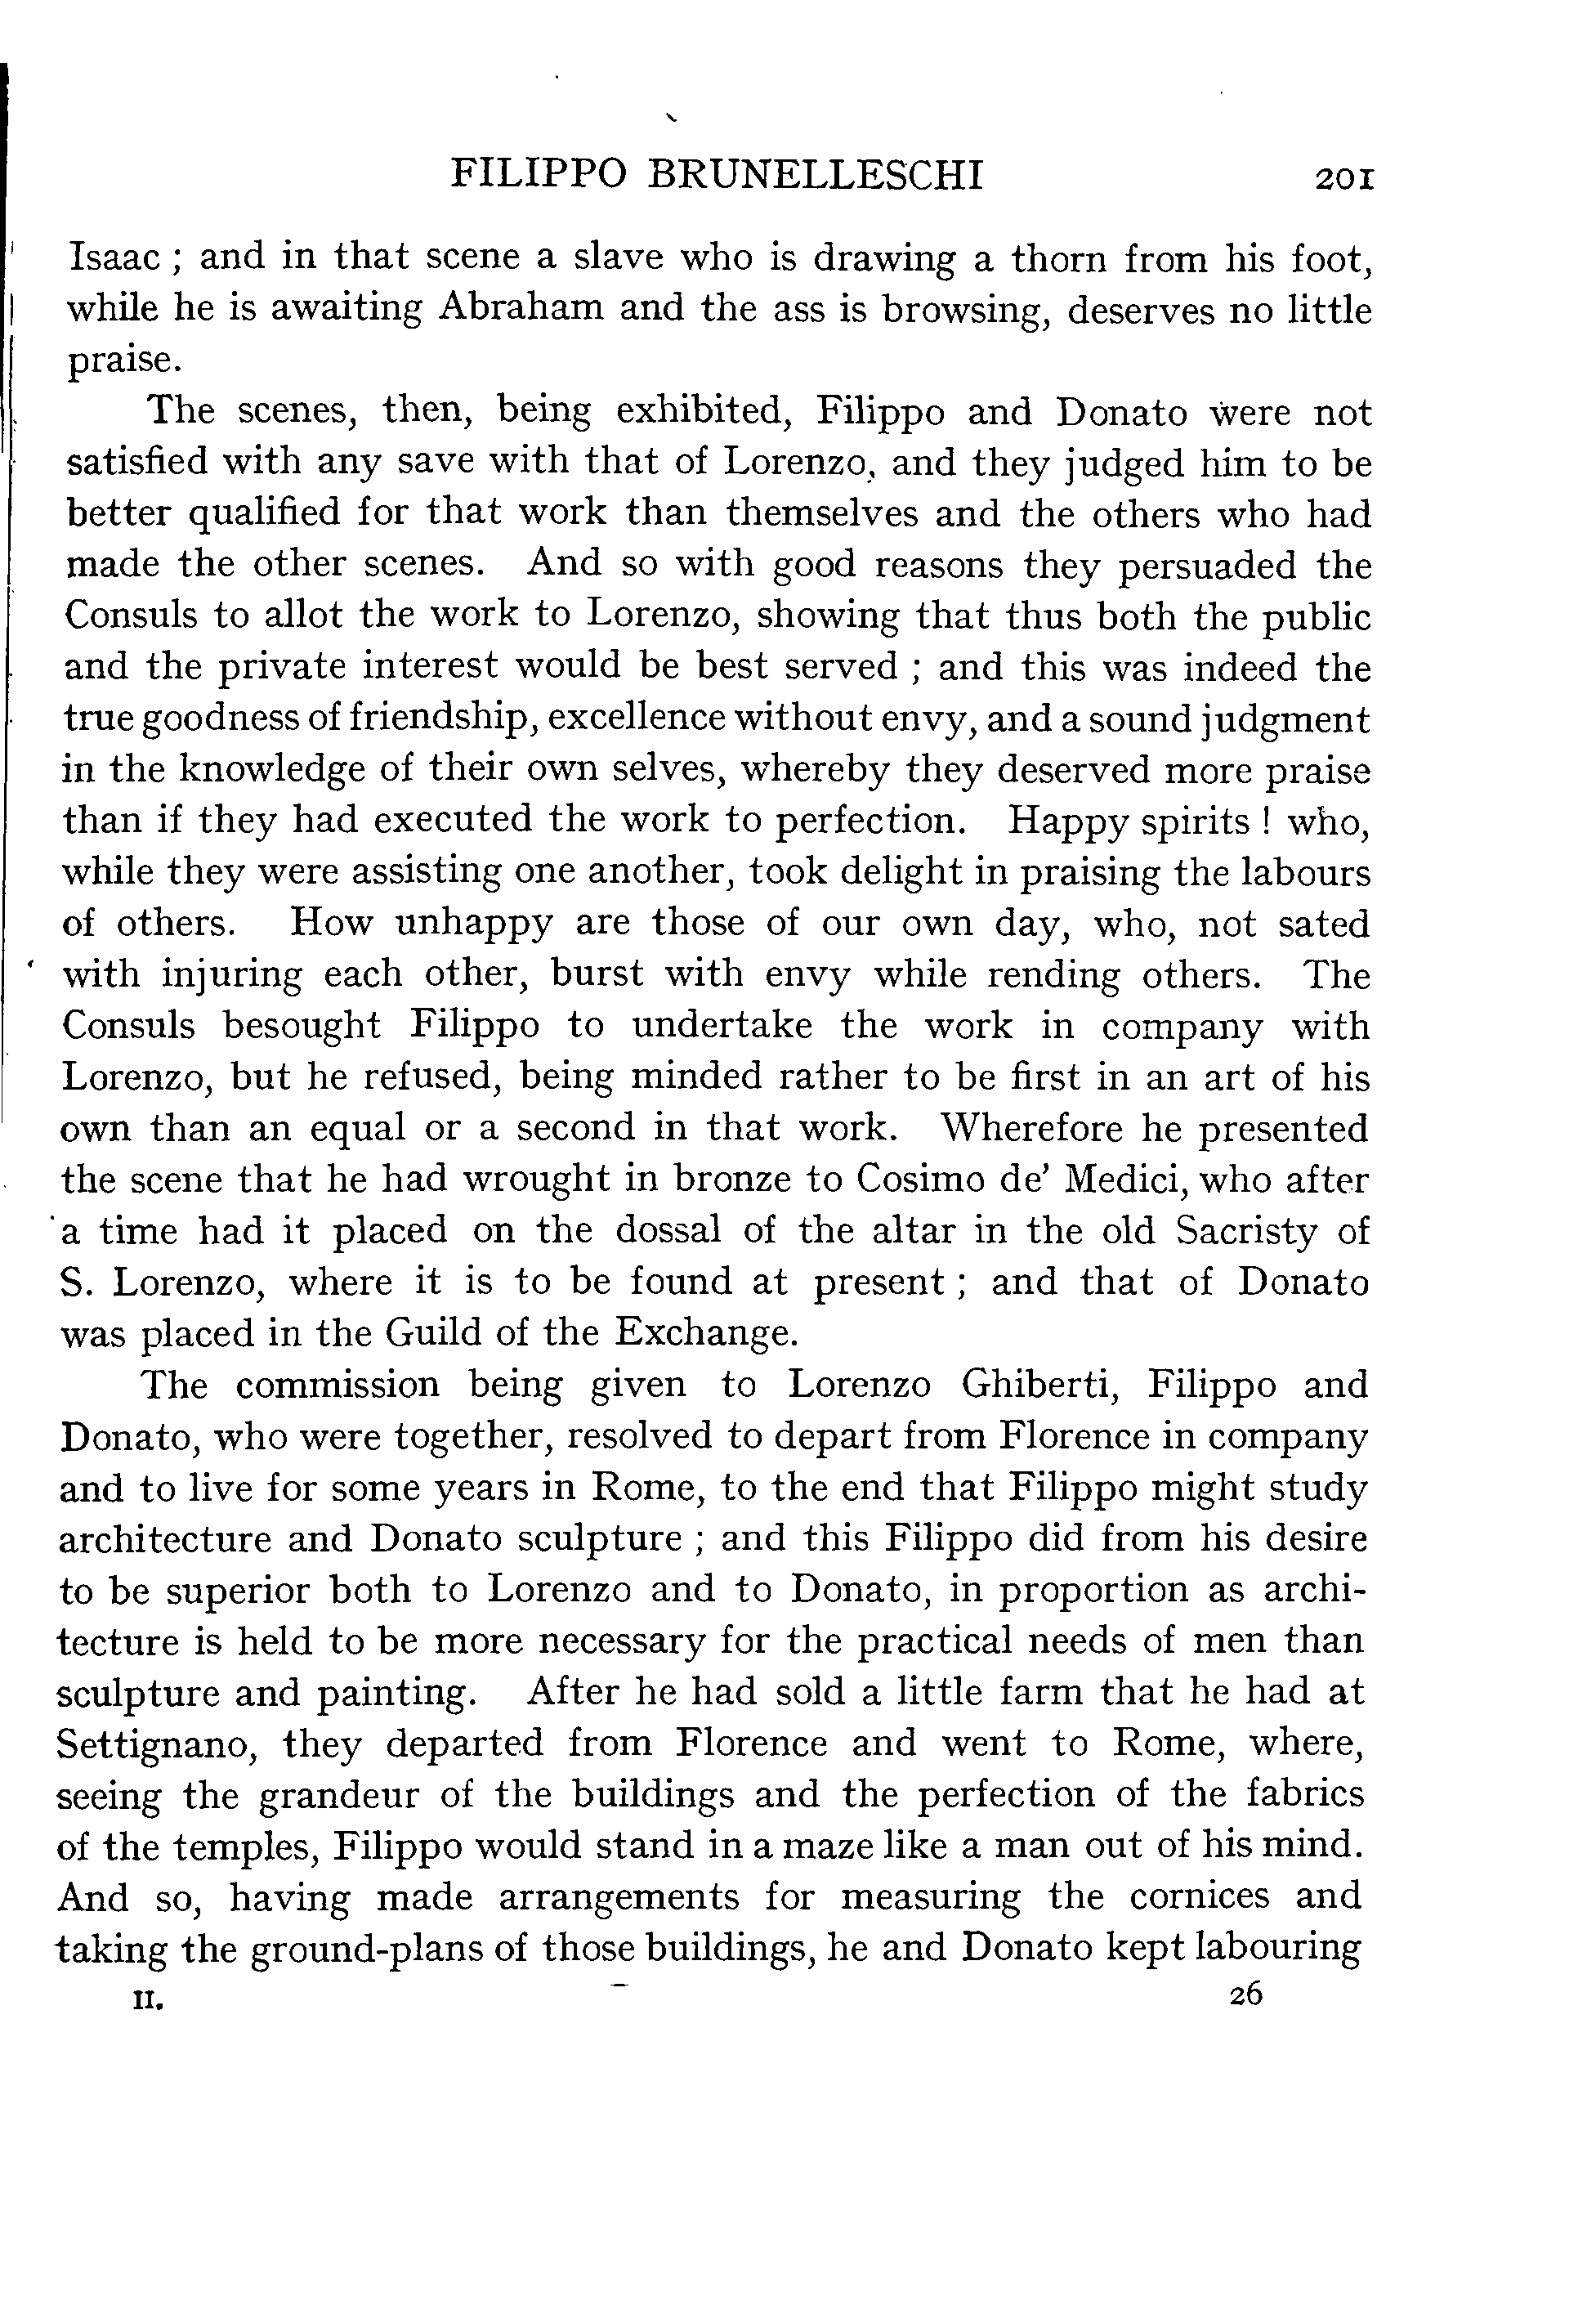 FILIPPO BRUNELLESCHI 201
Isaac ; and in that scene a slave who is drawing a thorn from his foot,
while he is awaiting Abraham and the ass is browsing, deserves no little
praise.
The scenes, then, being exhibited, Filippo and Donato were not
satisfied with any save with that of Lorenzo, and they judged him to be
better qualified for that work than themselves and the others who had
made the other scenes. And so with good reasons they persuaded the
Consuls to allot the work to Lorenzo, showing that thus both the public
and the private interest would be best served ; and this was indeed the
true goodness of friendship, excellence without envy, and a sound judgment
in the knowledge of their own selves, whereby they deserved more praise
than if they had executed the work to perfection. Happy spirits ! who,
while they were assisting one another, took delight in praising the labours
of others. How unhappy are those of our own day, who, not sated
with injuring each other, burst with envy while rending others. The
Consuls besought Filippo to undertake the work in company with
Lorenzo, but he refused, being minded rather to be first in an art of his
own than an equal or a second in that work. Wherefore he presented
the scene that he had wrought in bronze to Cosimo de' Medici, who after
a time had it placed on the dossal of the altar in the old Sacristy of
S. Lorenzo, where it is to be found at present ; and that of Donato
was placed in the Guild of the Exchange.
The commission being given to Lorenzo Ghiberti, Filippo and
Donato, who were together, resolved to depart from Florence in company
and to live for some years in Rome, to the end that Filippo might study
architecture and Donato sculpture ; and this Filippo did from his desire
to be superior both to Lorenzo and to Donato, in proportion as archi-
tecture is held to be more necessary for the practical needs of men than
sculpture and painting. After he had sold a little farm that he had at
Settignano, they departed from Florence and went to Rome, where,
seeing the grandeur of the buildings and the perfection of the fabrics
of the temples, Filippo would stand in a maze like a man out of his mind.
And so, having made arrangements for measuring the cornices and
taking the ground-plans of those buildings, he and Donato kept labouring
II. 26